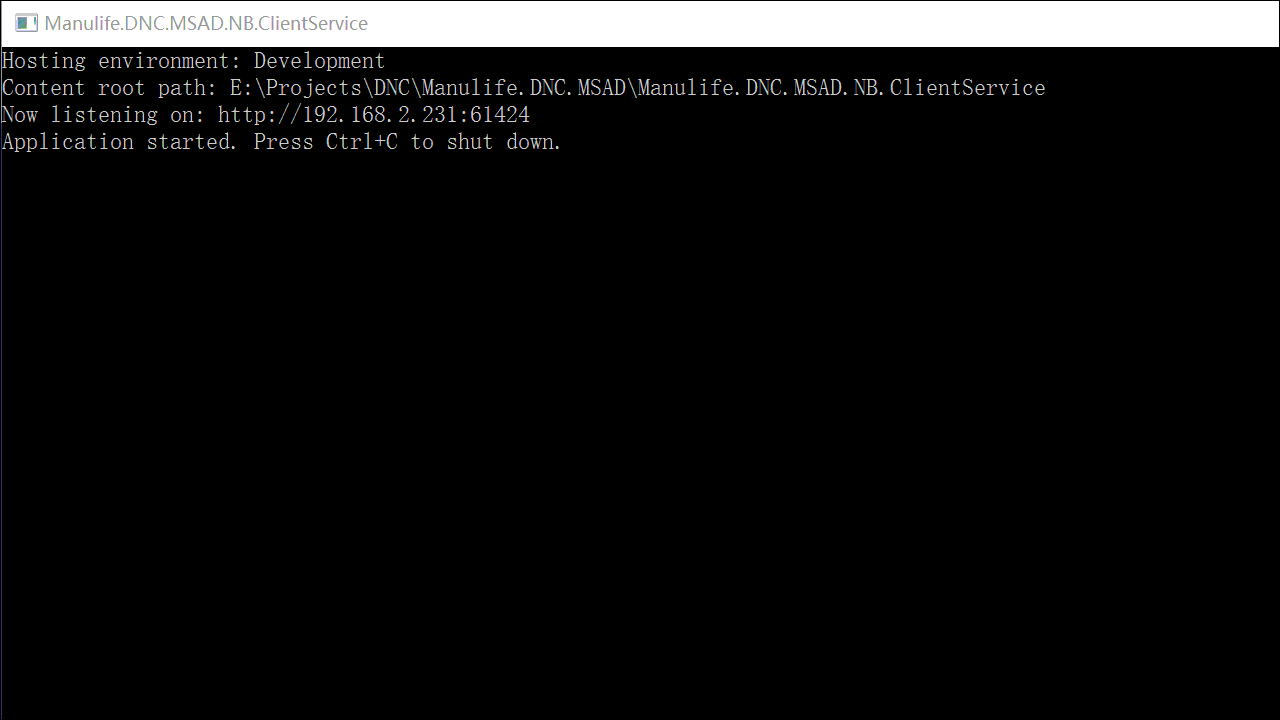 Manulife.DNC.MSAD.NB.ClientService
Hosting environment: Development
Content root path: E:\Projects\DNC\Manulife.DNC.MSAD\Manulife.DNC.MSAD.NB.ClientService
Now listening on: http://192.168.2.231:61424
Application started. Press Ctrl+C to shut down.